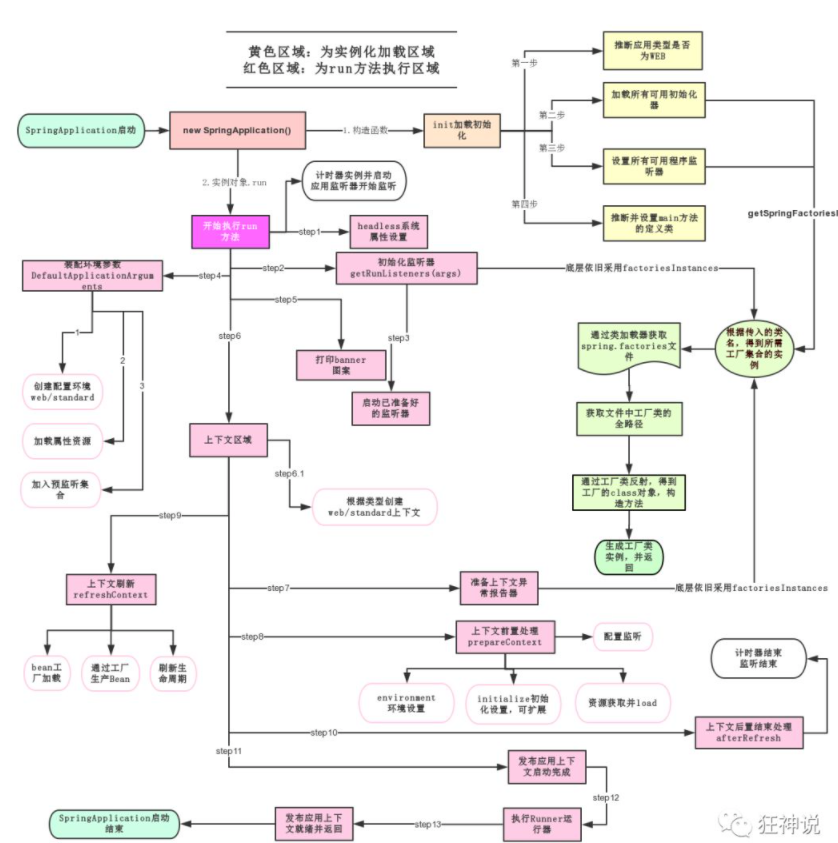 黄色区域：为实例化加载区域
红色区域：为run方法执行区域
SpringApplication启动
new SpringApplication()
1.构造函数
init加载初始
化
第一步
推断应用类型是否
为WEB
第二步
加载所有可用初始化
器
第三步
设置所有可用程序监
听器
第四步
推断并设置main方法
的定义类
getSpringFactoriesI
2.实例对象.run
计时器实例并启动
应用监听器开始监听
开始执行run
方法
step1
headless系统
属性设置
step2
初始化监听器
getRunListeners(args)
底层依旧采用factoriesInstances
step4
装配环境参数
DefaultApplicationArgum
ents
step5
step3
step6
打印banner
图案
启动已准备好
的监听器
1
2
3
创建配置环境
web/standard
加载属性资源
加入预监听集
合
根据传入的类
名，得到所需
工厂集合的实
例
通过类加载器获取
spring.factories文
件
获取文件中工厂类的
全路径
通过工厂类反射，得到
工厂的class对象，构
造方法
生成工厂类
实例，并返
回
上下文区域
step6.1
根据类型创建
web/standard上下文
step9
上下文刷新
refreshContext
bean工
厂加载
通过工厂
生产Bean
刷新生
命周期
step7
准备上下文异
常报告器
底层依旧采用factoriesInstances
step8
上下文前置处理
prepareContext
配置监听
environment
环境设置
initialize初始
化设置，可扩展
资源获取并load
计时器结束
监听结束
step10
上下文后置结束处理
afterRefresh
step11
发布应用上下
文启动完成
step12
执行Runner运
行器
step13
发布应用上下
文就绪并返回
SpringApplication启动
结束
狂神说